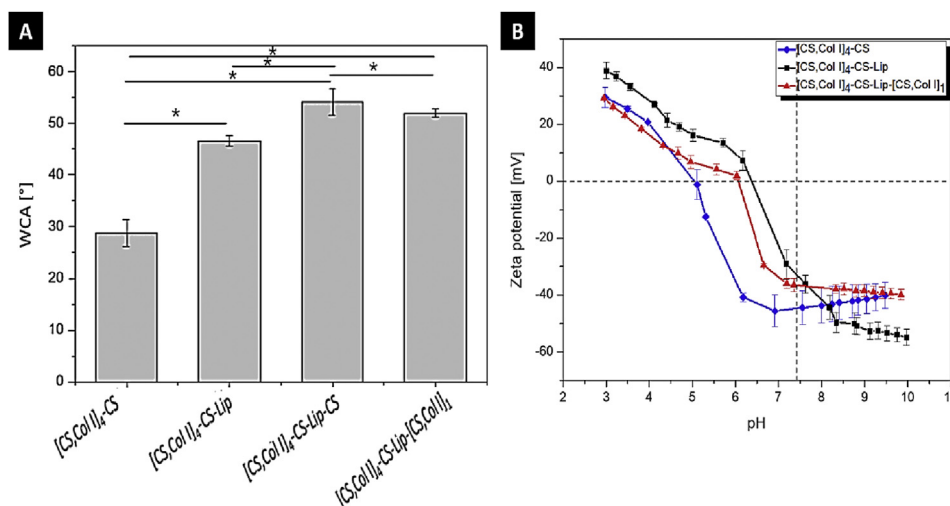 A
WCA [°]
60
50
40
30
20
10
0
*
*
*
*
*
[CS,Col I]₄-CS
[CS,Col I]₄-CS-Lip
[CS,Col I]₄-CS-Lip-CS
[CS,Col I]₄-CS-Lip-[CS,Col I]₁
B
[CS,Col I]₄-CS
[CS,Col I]₄-CS-Lip
[CS,Col I]₄-CS-Lip-[CS,Col I]₁
Zeta potential [mV]
40
20
0
-20
-40
-60
2 3 4 5 6 7 8 9 10 1
pH